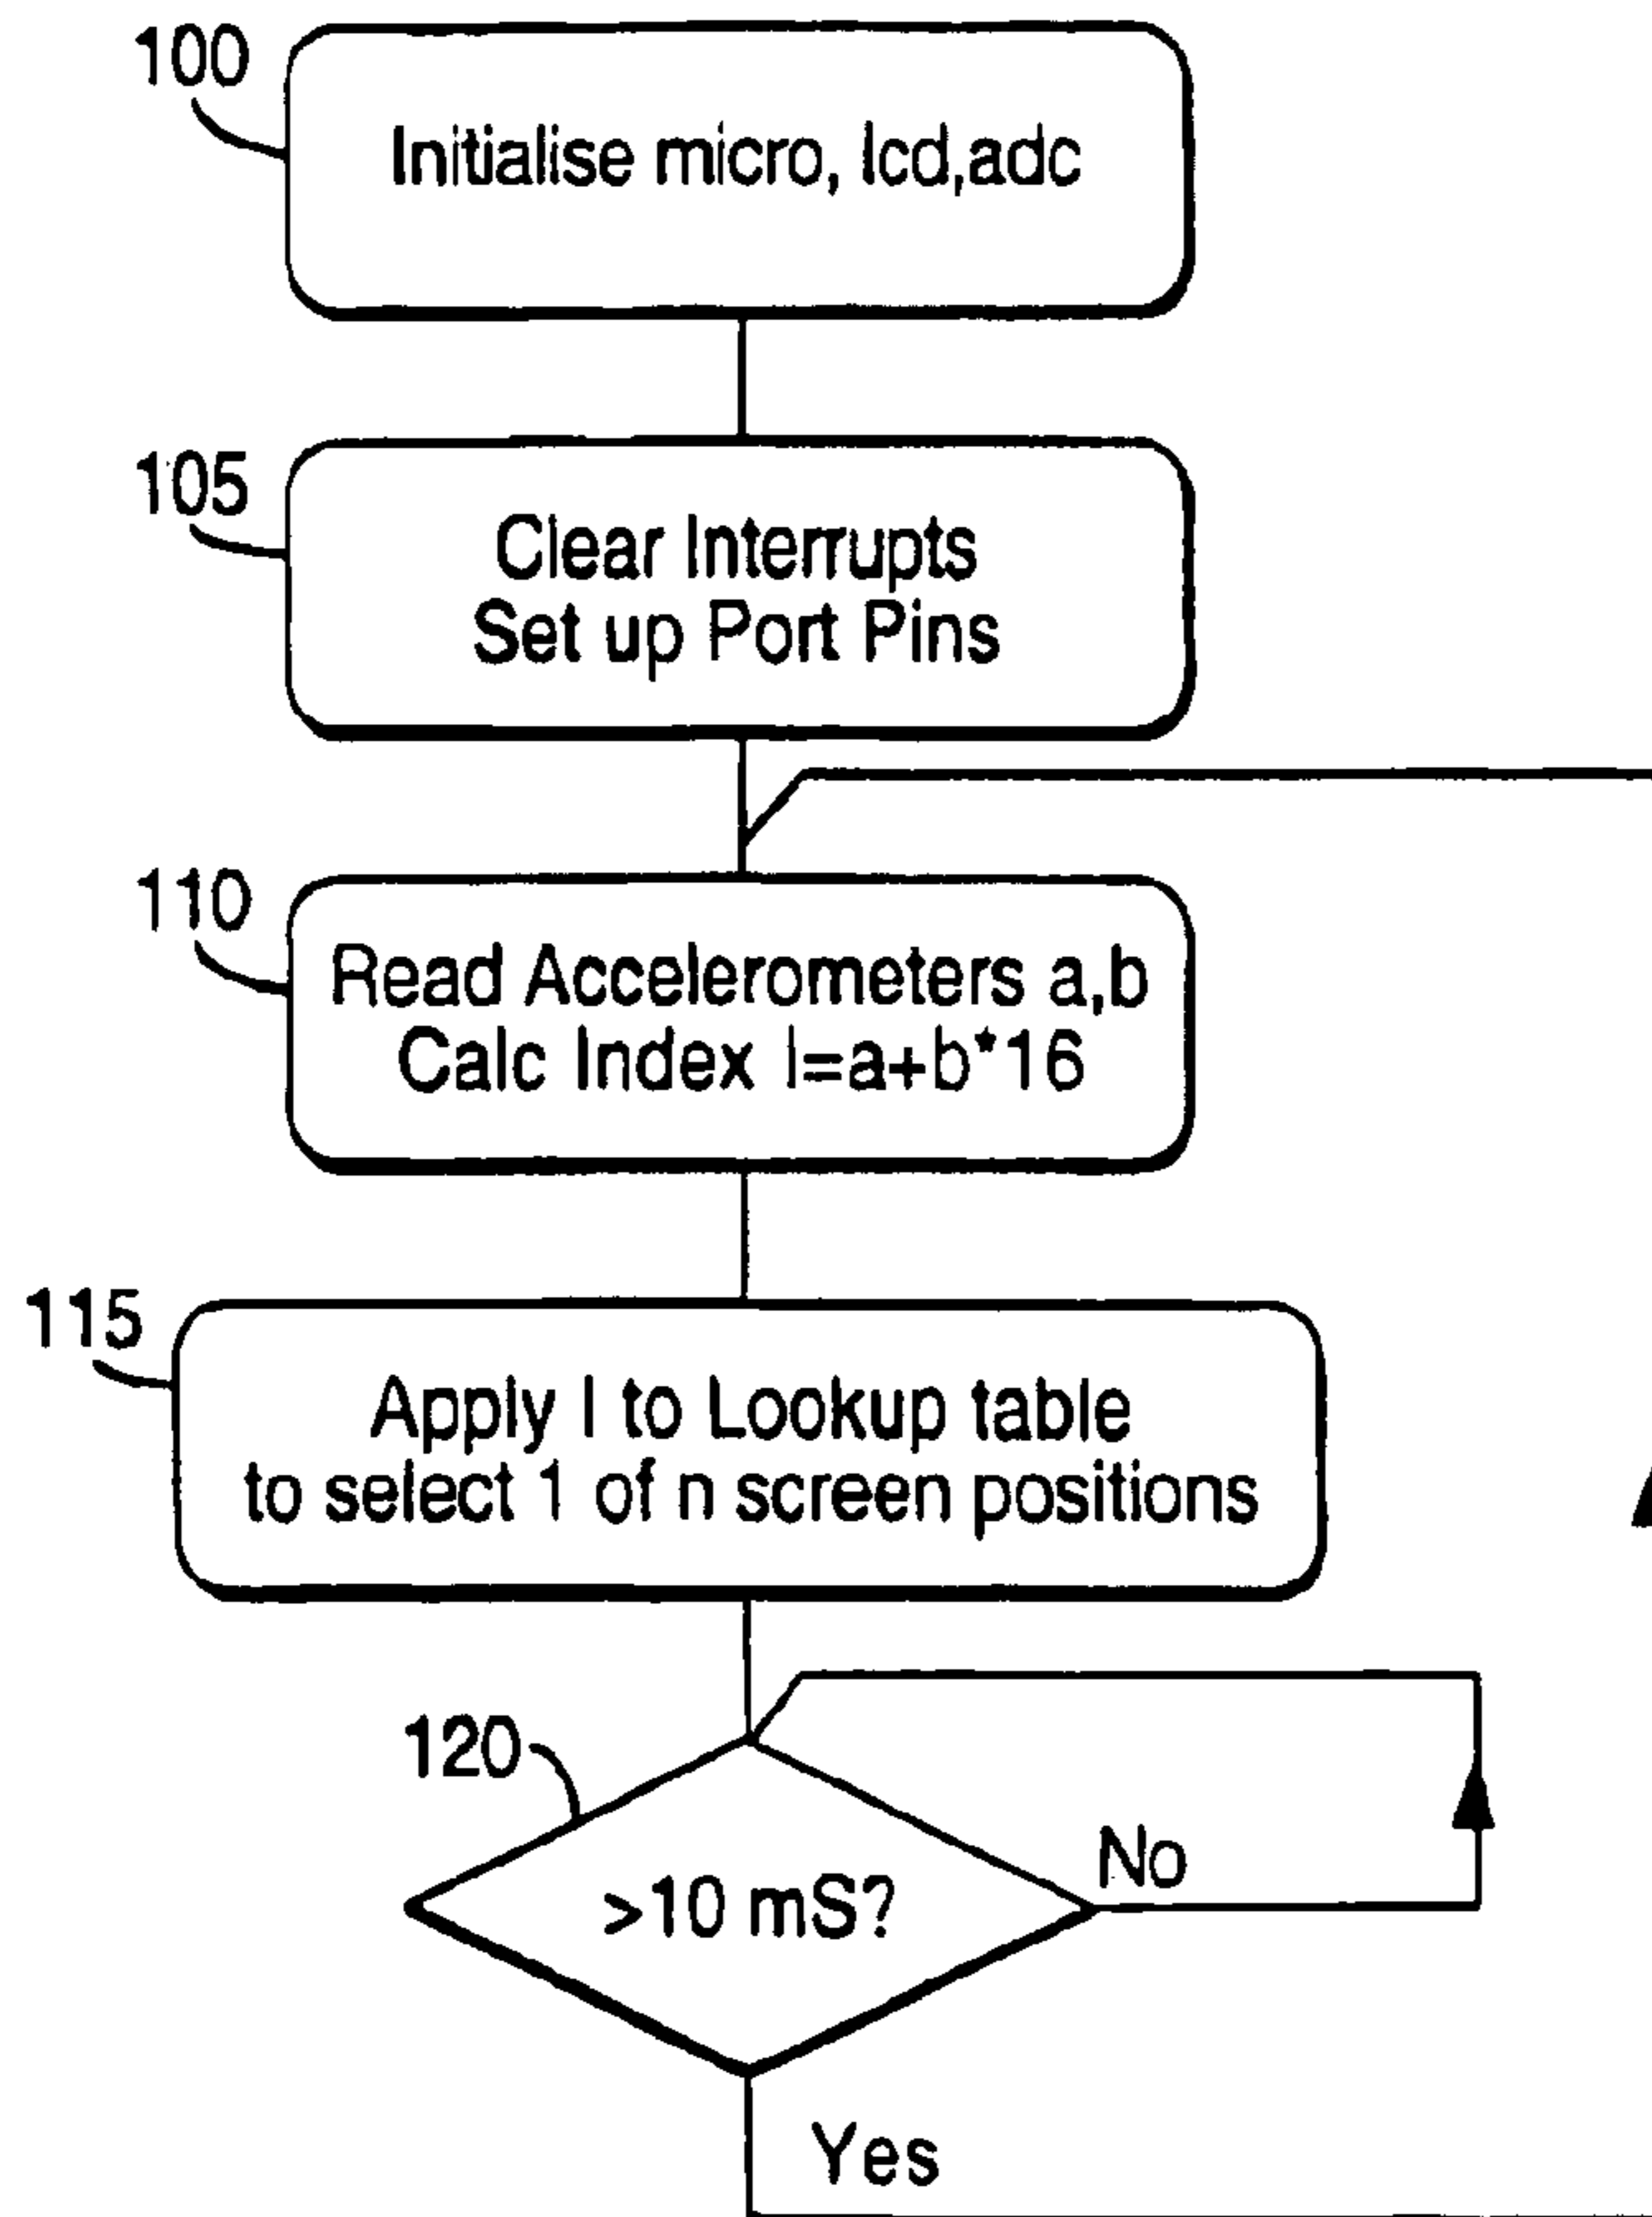 100
Initialise micro, lcd,adc
105
Clear Interrupts
Set up Port Pins
110
Read Accelerometers a,b
Calc Index I=a+b*16
115
Apply I to Lookup table
to select 1 of n screen positions
120
>10 mS?
No
Yes